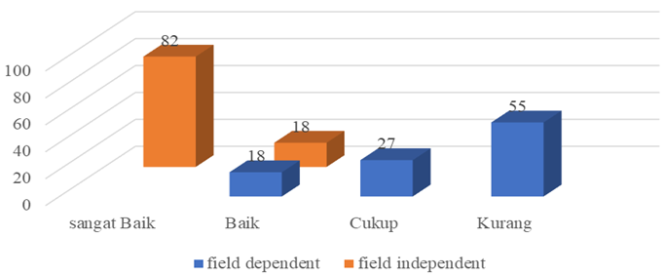 82
100
80
60
40
20
0
18
18
27
55
sangat Baik
Baik
Cukup
Kurang
field dependent
field independent